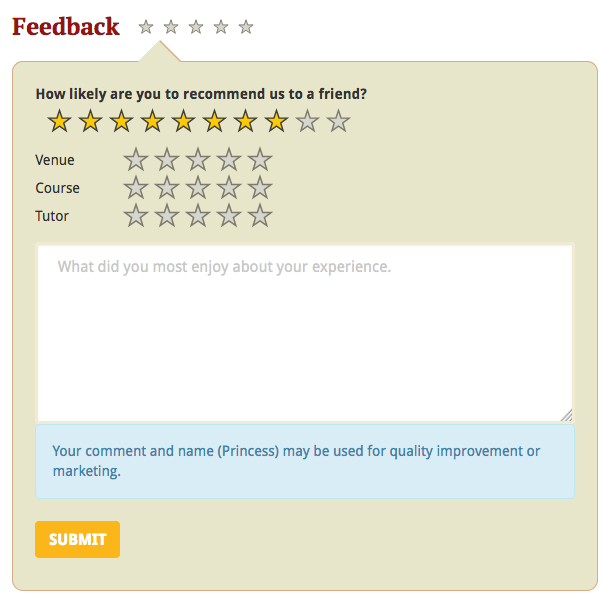 Feedback
How likely are you to recommend us to a friend?
Venue
Course
Tutor
What did you most enjoy about your experience.
Your comment and name (Princess) may be used for quality improvement or
marketing.
SUBMIT